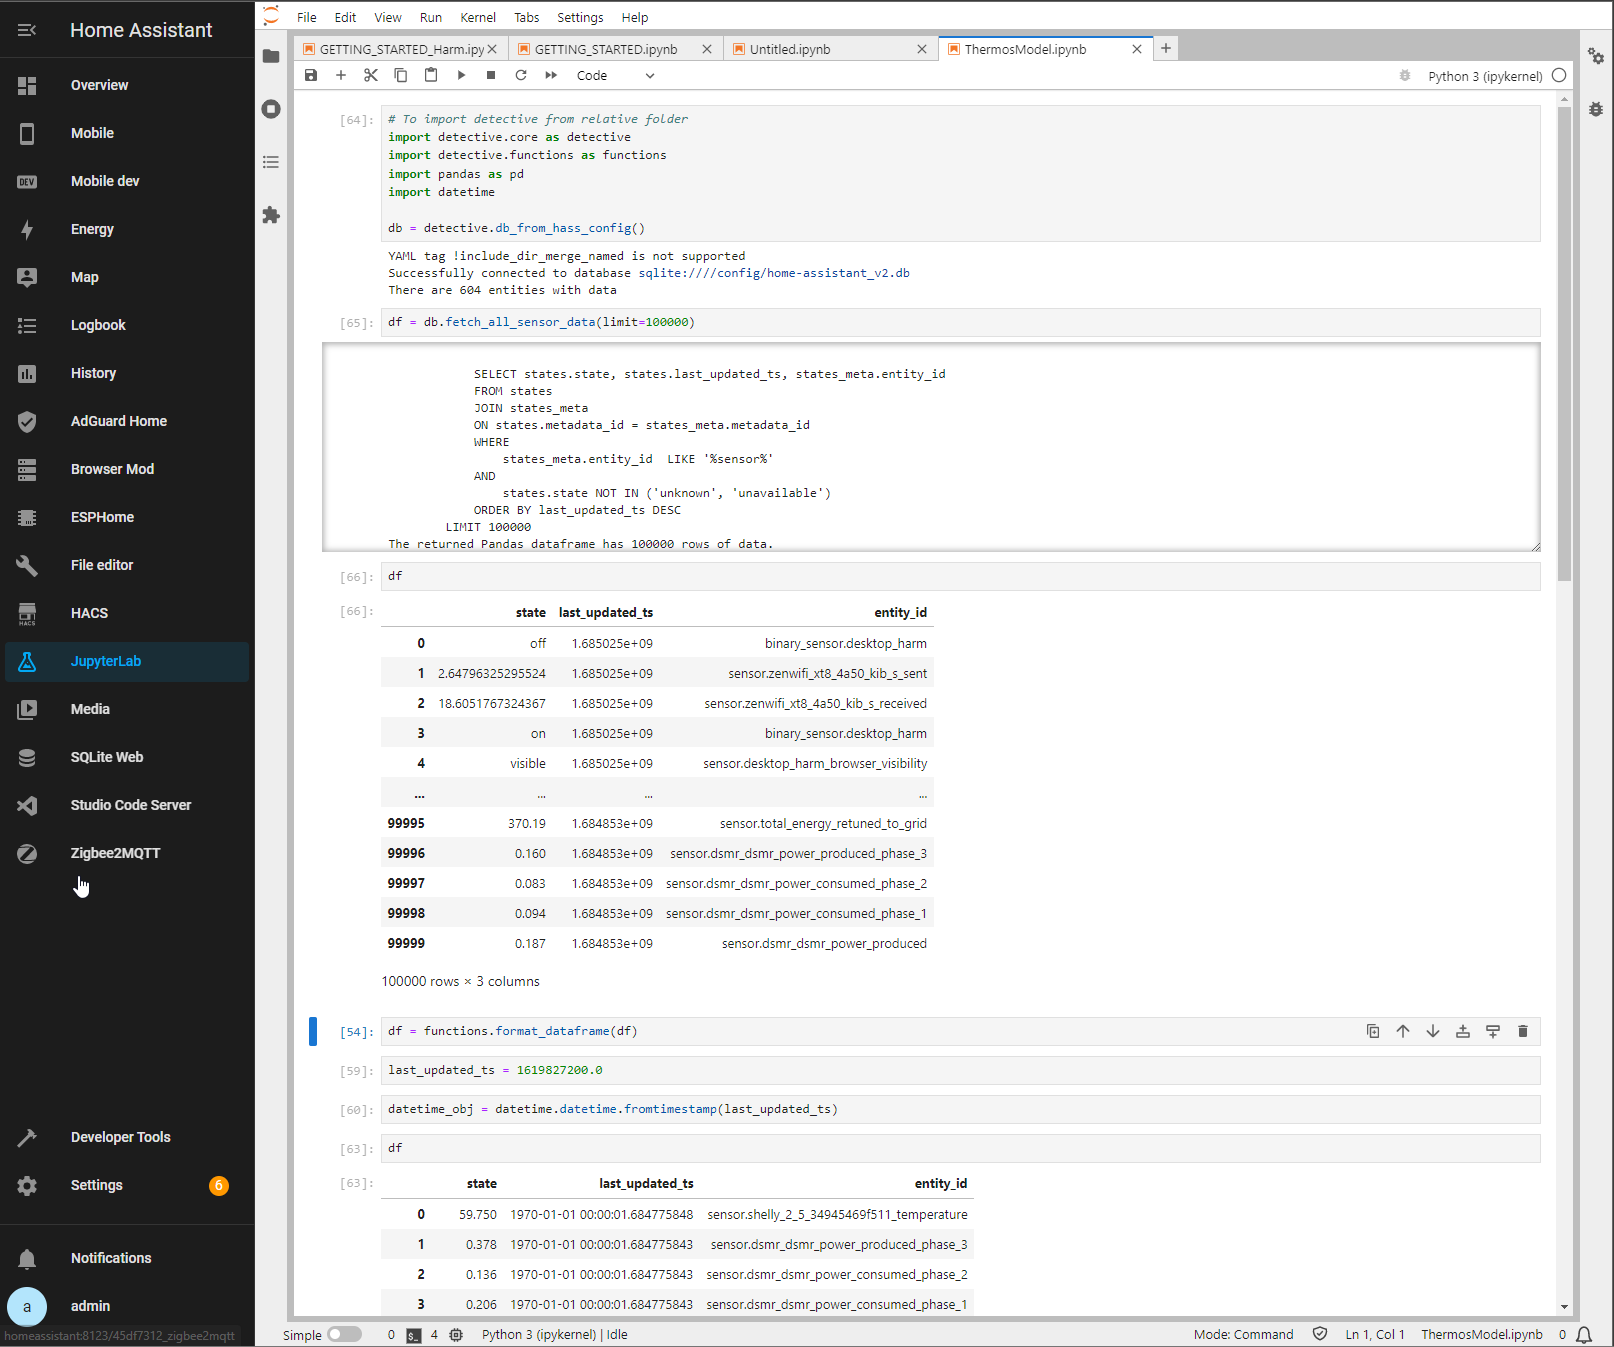 Home Assistant
Overview
Mobile
DEV
Mobile dev
Energy
Map
Logbook
History
AdGuard Home
Browser Mod
ESPHome
File editor
HACS
HACS
JupyterLab
Media
SQLite Web
Studio Code Server
Zigbee2MQTT
Developer Tools
Settings 6
Notifications
a admin
homeassistant:8123/45df7312_zigbee2mqtt
File Edit View Run Kernel Tabs Settings Help
GETTING_STARTED_Harm.ipy GETTING_STARTED.ipynb Untitled.ipynb ThermosModel.ipynb
Code Python 3 (ipykernel)
[64]: # To import detective from relative folder
import detective.core as detective
import detective.functions as functions
import pandas as pd
import datetime
db = detective.db_from_hass_config()
YAML tag !include_dir_merge_named is not supported
Successfully connected to database sqlite:////config/home-assistant_v2.db
There are 604 entities with data
[65]: df = db.fetch_all_sensor_data(limit=100000)
SELECT states.state, states.last_updated_ts, states_meta.entity_id
FROM states
JOIN states_meta
ON states.metadata_id = states_meta.metadata_id
WHERE
states_meta.entity_id  LIKE '%sensor%'
AND
states.state NOT IN ('unknown', 'unavailable')
ORDER BY last_updated_ts DESC
LIMIT 100000
The returned Pandas dataframe has 100000 rows of data.
[66]: df
[66]: state last_updated_ts entity_id
0 off 1.685025e+09 binary_sensor.desktop_harm
1 2.64796325295524 1.685025e+09 sensor.zenwifi_xt8_4a50_kib_s_sent
2 18.6051767324367 1.685025e+09 sensor.zenwifi_xt8_4a50_kib_s_received
3 on 1.685025e+09 binary_sensor.desktop_harm
4 visible 1.685025e+09 sensor.desktop_harm_browser_visibility
... ... ... ...
99995 370.19 1.684853e+09 sensor.total_energy_retuned_to_grid
99996 0.160 1.684853e+09 sensor.dsmr_dsmr_power_produced_phase_3
99997 0.083 1.684853e+09 sensor.dsmr_dsmr_power_consumed_phase_2
99998 0.094 1.684853e+09 sensor.dsmr_dsmr_power_consumed_phase_1
99999 0.187 1.684853e+09 sensor.dsmr_dsmr_power_produced
100000 rows × 3 columns
[54]: df = functions.format_dataframe(df)
[59]: last_updated_ts = 1619827200.0
[60]: datetime_obj = datetime.datetime.fromtimestamp(last_updated_ts)
[63]: df
[63]: state last_updated_ts entity_id
0 59.750 1970-01-01 00:00:01.684775848 sensor.shelly_2_5_34945469f511_temperature
1 0.378 1970-01-01 00:00:01.684775843 sensor.dsmr_dsmr_power_produced_phase_3
2 0.136 1970-01-01 00:00:01.684775843 sensor.dsmr_dsmr_power_consumed_phase_2
3 0.206 1970-01-01 00:00:01.684775843 sensor.dsmr_dsmr_power_consumed_phase_1
Simple 0 $_ 4 Python 3 (ipykernel) | Idle Mode: Command Ln 1, Col 1 ThermosModel.ipynb 0